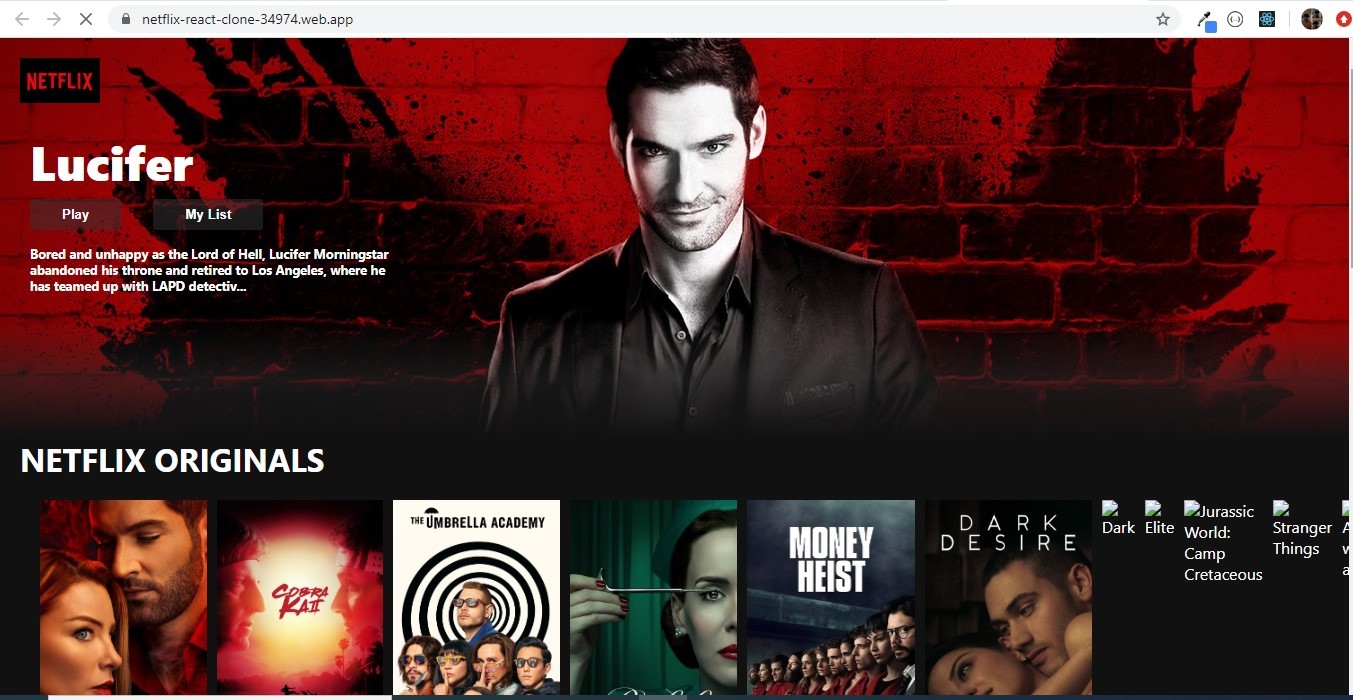 netflix-react-clone-34974.web.app
NETFLIX
Lucifer
Play
My List
Bored and unhappy as the Lord of Hell, Lucifer Morningstar
abandoned his throne and retired to Los Angeles, where he
has teamed up with LAPD detectiv...
NETFLIX ORIGINALS
COBRA
KAI
THE UMBRELLA ACADEMY
MONEY
HEIST
DARK
DESIRE
Dark
Elite
Jurassic
World:
Camp
Cretaceous
Stranger
Things